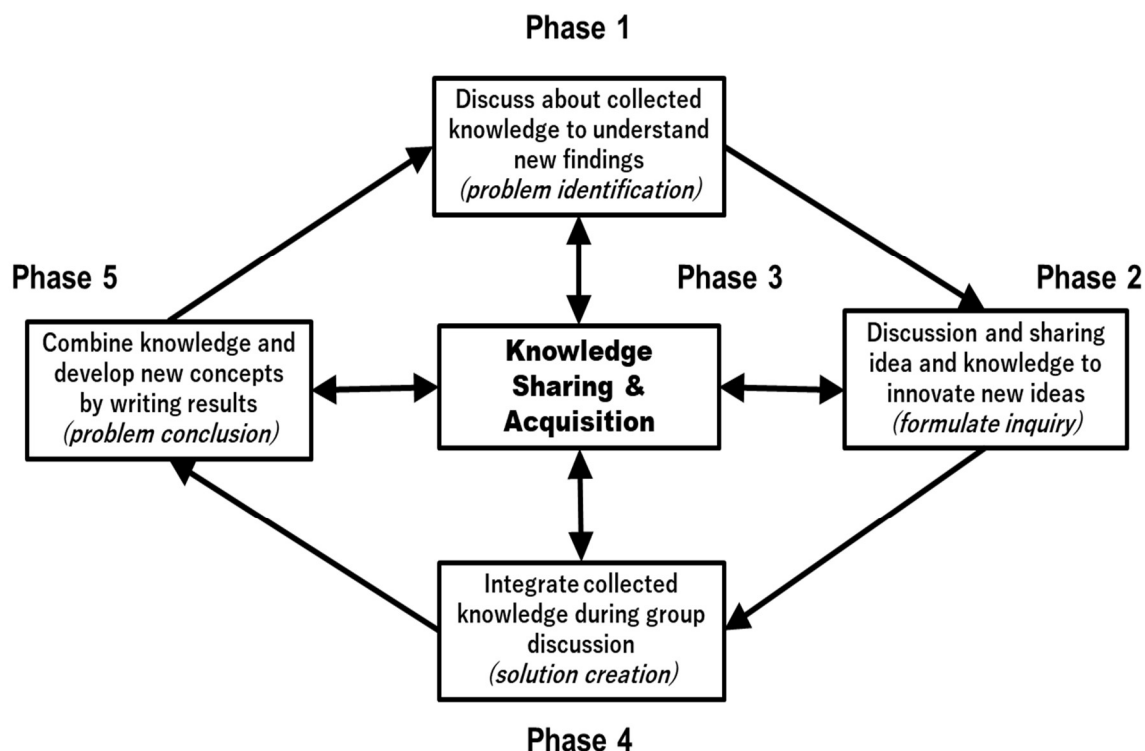 Phase 1
Discuss about collected
knowledge to understand
new findings
(problem identification)
Phase 5
Phase 3
Phase 2
Combine knowledge and
develop new concepts
by writing results
(problem conclusion)
Knowledge
Sharing &
Acquisition
Discussion and sharing
idea and knowledge to
innovate new ideas
(formulate inquiry)
Integrate collected
knowledge during group
discussion
(solution creation)
Phase 4